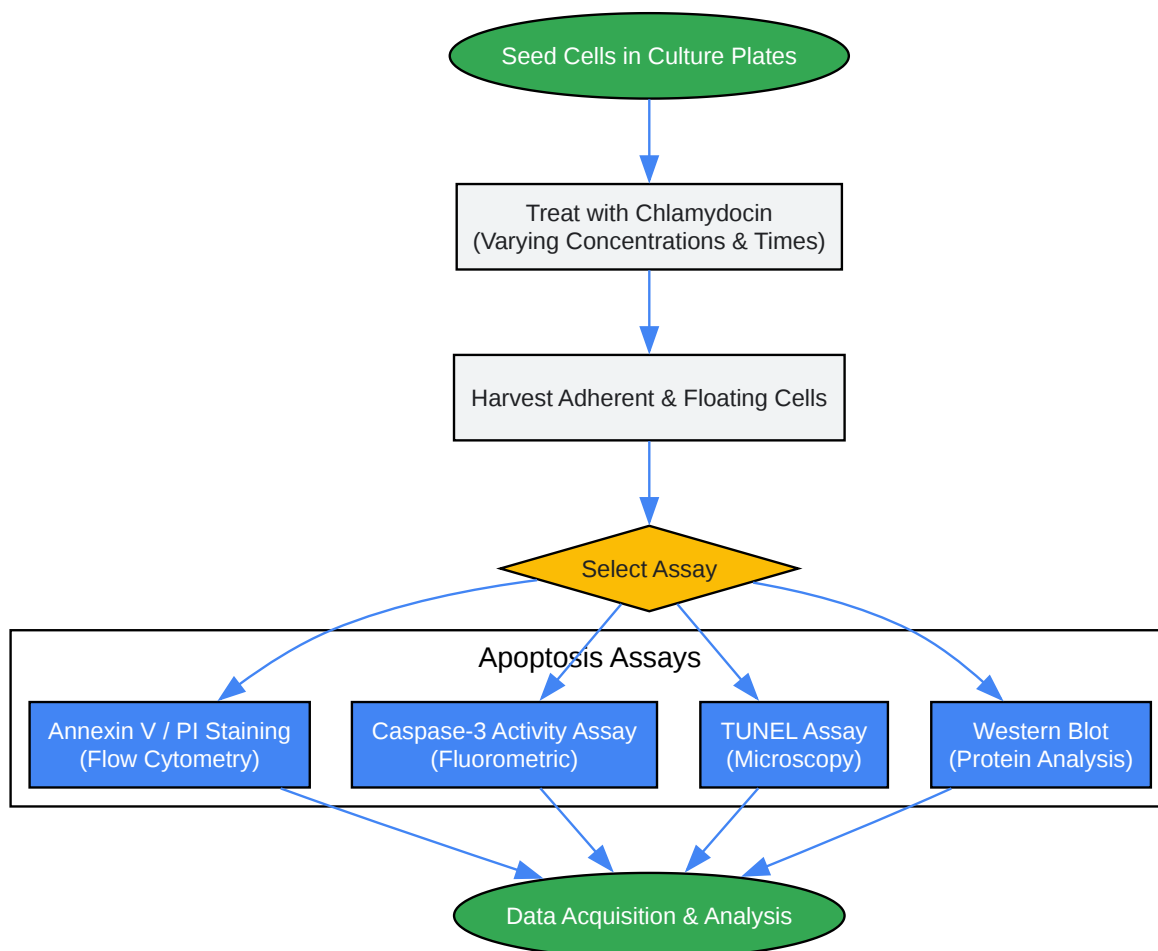 Seed Cells in Culture Plates
Treat with Chlamydocin
(Varying Concentrations & Times)
Harvest Adherent & Floating Cells
Select Assay
Apoptosis Assays
Annexin V / PI Staining
(Flow Cytometry)
Caspase-3 Activity Assay
(Fluorometric)
TUNEL Assay
(Microscopy)
Western Blot
(Protein Analysis)
Data Acquisition & Analysis